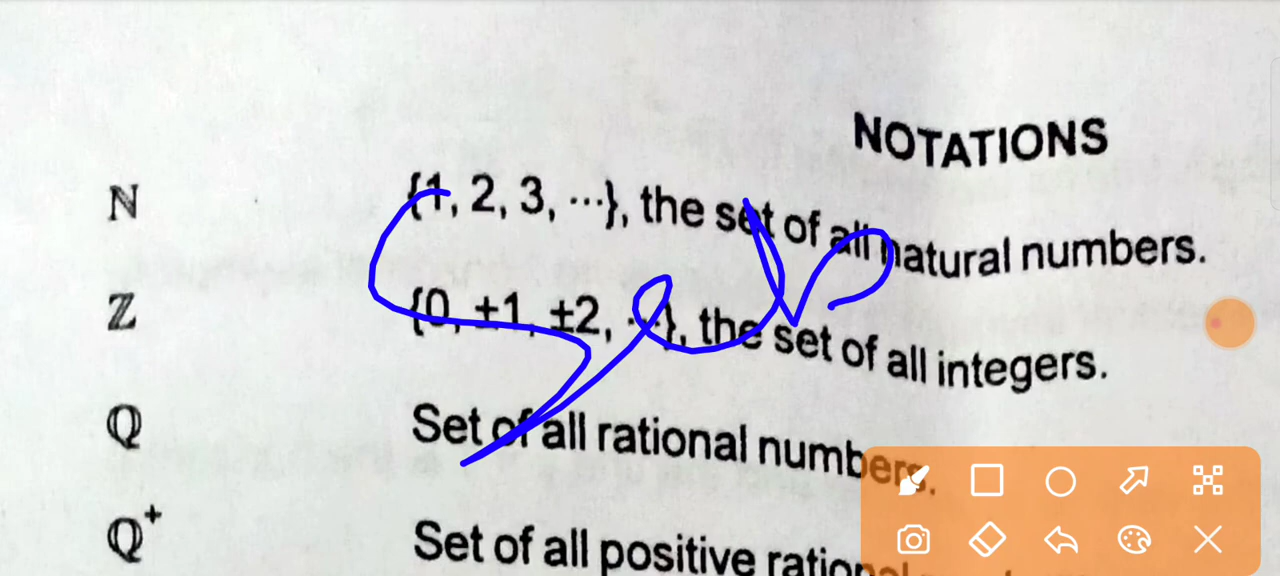 NOTATIONS
ℕ {1, 2, 3, ···}, the set of all natural numbers.
ℤ {0, ±1, ±2, ···}, the set of all integers.
ℚ Set of all rational numbers.
ℚ⁺ Set of all positive